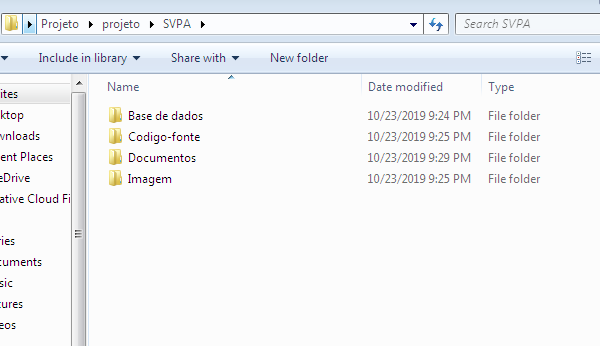 Projeto projeto SVPA Search SVPA
Include in library Share with New folder
Name Date modified Type
ites
ktop
wnloads
ent Places
eDrive
ative Cloud Fi
ries
cuments
sic
tures
eos
Base de dados 10/23/2019 9:24 PM File folder
Codigo-fonte 10/23/2019 9:25 PM File folder
Documentos 10/23/2019 9:29 PM File folder
Imagem 10/23/2019 9:25 PM File folder